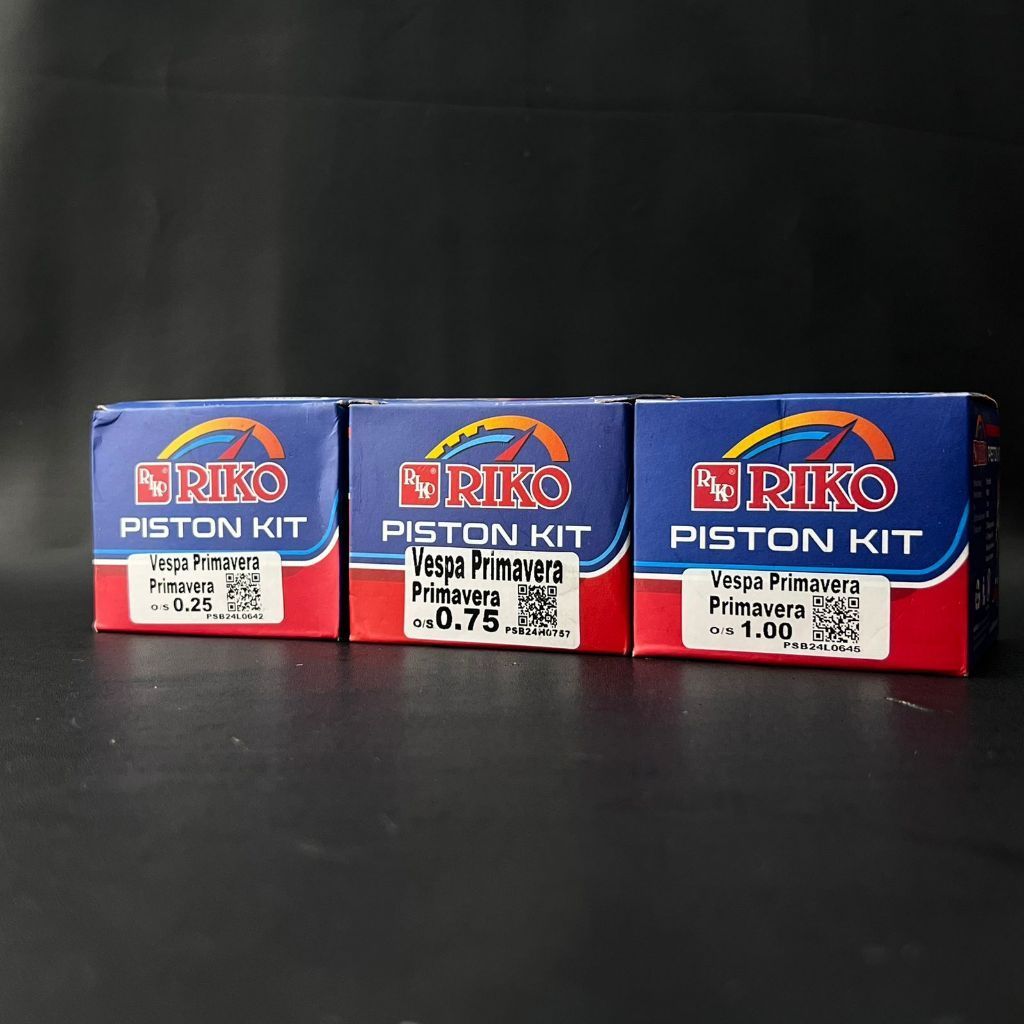 RIKO RIKO
PISTON KIT
Vespa Primavera
Primavera
O/S 0.25
PSB24L0642
RIKO RIKO
PISTON KIT
Vespa Primavera
Primavera
O/S 0.75
PSB24H0757
RIKO RIKO
PISTON KIT
Vespa Primavera
Primavera
O/S 1.00
PSB24L0645